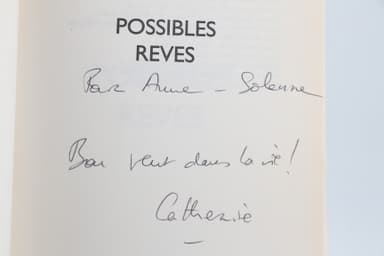 POSSIBLES
REVES
Pour Anne - Solenne
Bon vent dans la vie !
Catherine